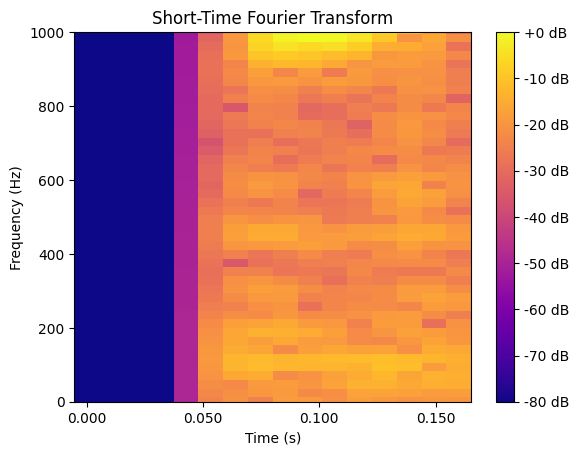 Short-Time Fourier Transform
1000
800
600
400
200
0
Frequency (Hz)
0.000
0.050
0.100
0.150
Time (s)
+0 dB
-10 dB
-20 dB
-30 dB
-40 dB
-50 dB
-60 dB
-70 dB
-80 dB